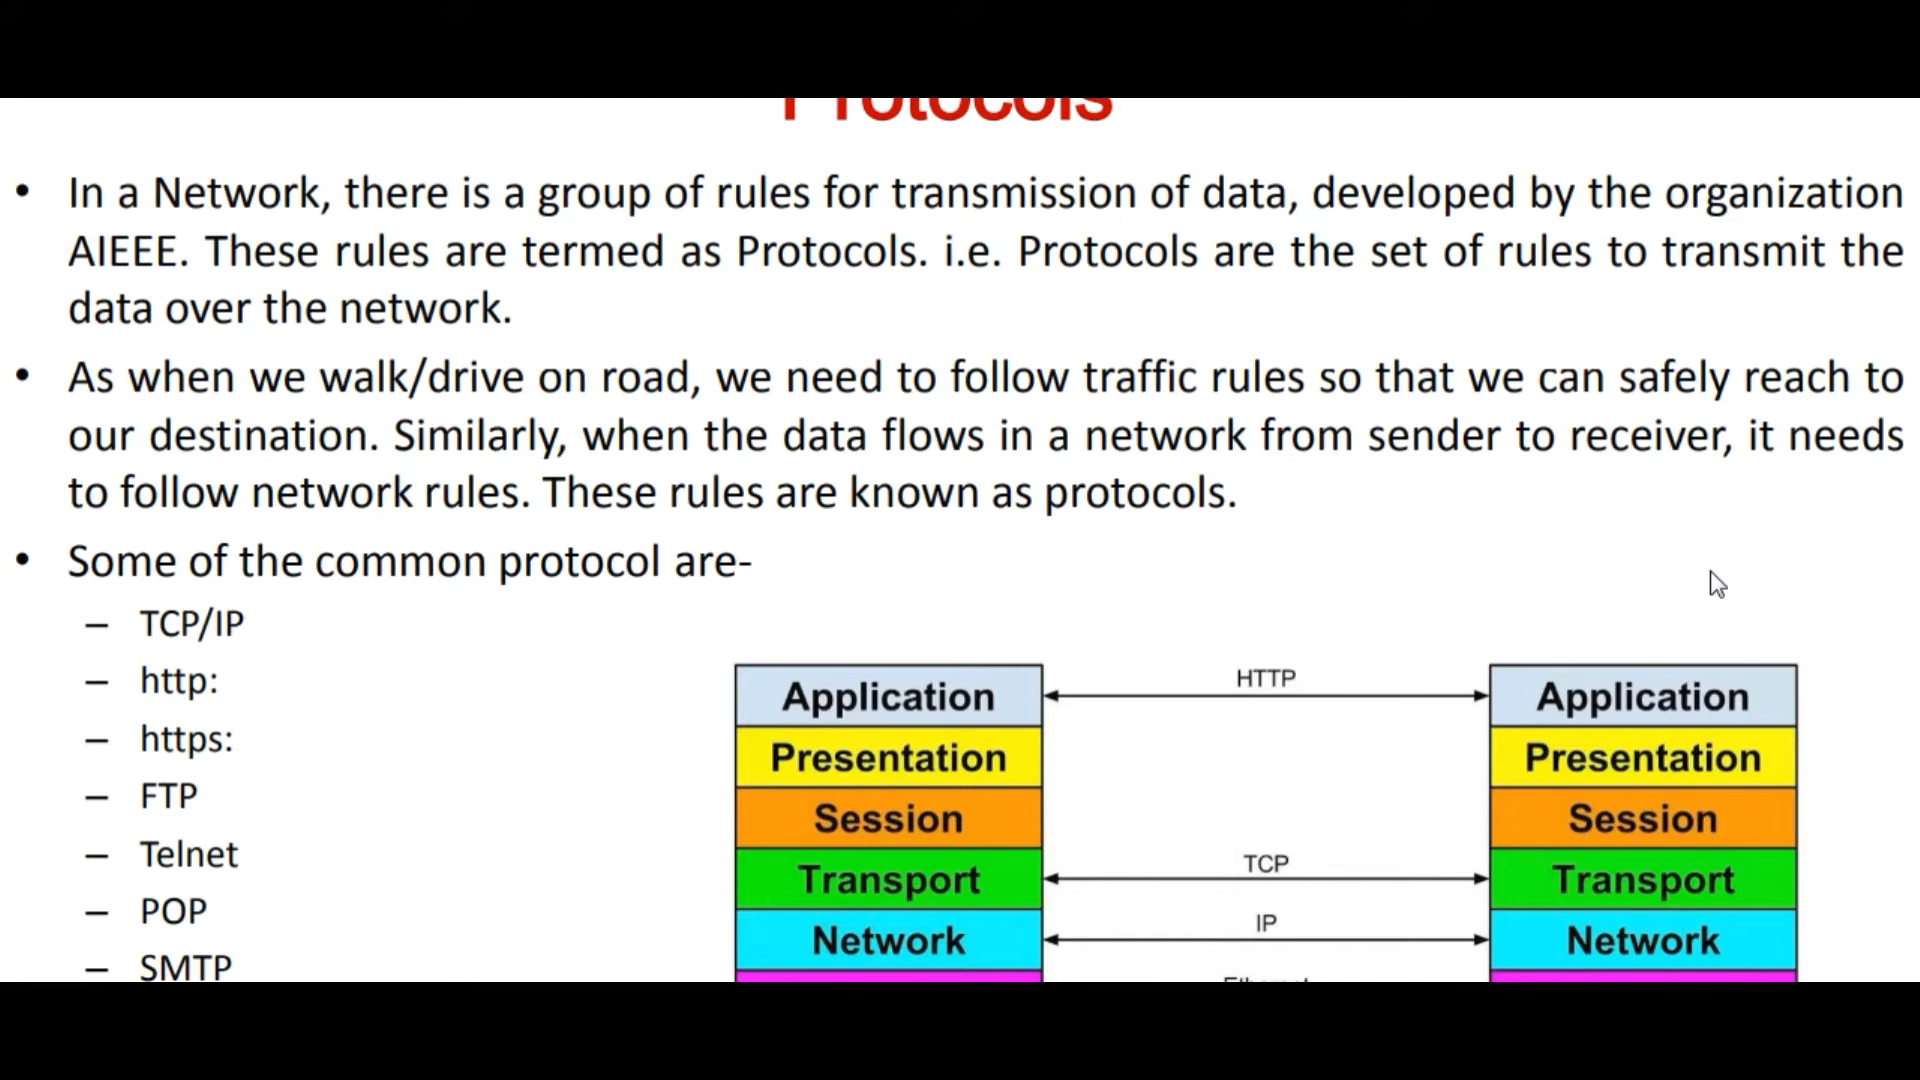 Protocols
• In a Network, there is a group of rules for transmission of data, developed by the organization
AIEEE. These rules are termed as Protocols. i.e. Protocols are the set of rules to transmit the
data over the network.
• As when we walk/drive on road, we need to follow traffic rules so that we can safely reach to
our destination. Similarly, when the data flows in a network from sender to receiver, it needs
to follow network rules. These rules are known as protocols.
• Some of the common protocol are-
– TCP/IP
– http:
– https:
– FTP
– Telnet
– POP
– SMTP
Application HTTP Application
Presentation Presentation
Session Session
Transport TCP Transport
Network IP Network
Ethernet